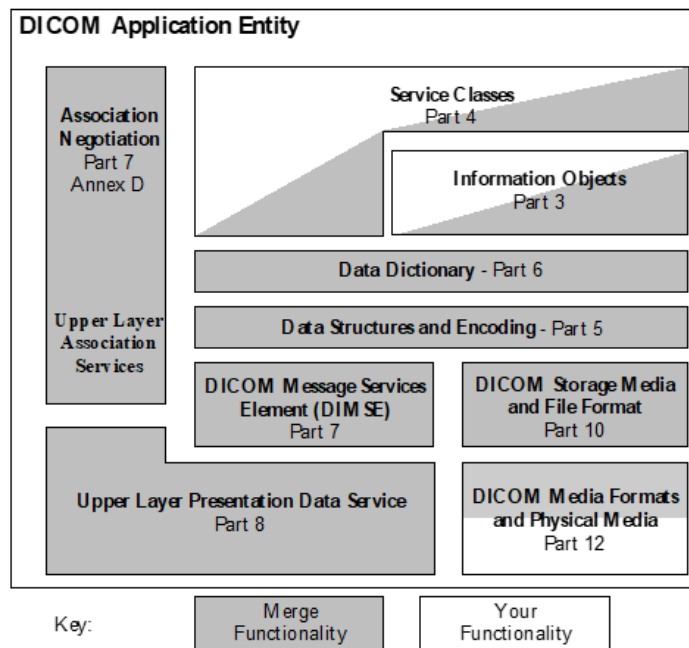 DICOM Application Entity
Association
Negotiation
Part 7
Annex D
Upper Layer
Association
Services
Service Classes
Part 4
Information Objects
Part 3
Data Dictionary - Part 6
Data Structures and Encoding - Part 5
DICOM Message Services
Element (DIMSE)
Part 7
DICOM Storage Media
and File Format
Part 10
Upper Layer Presentation Data Service
Part 8
DICOM Media Formats
and Physical Media
Part 12
Key:
Merge
Functionality
Your
Functionality